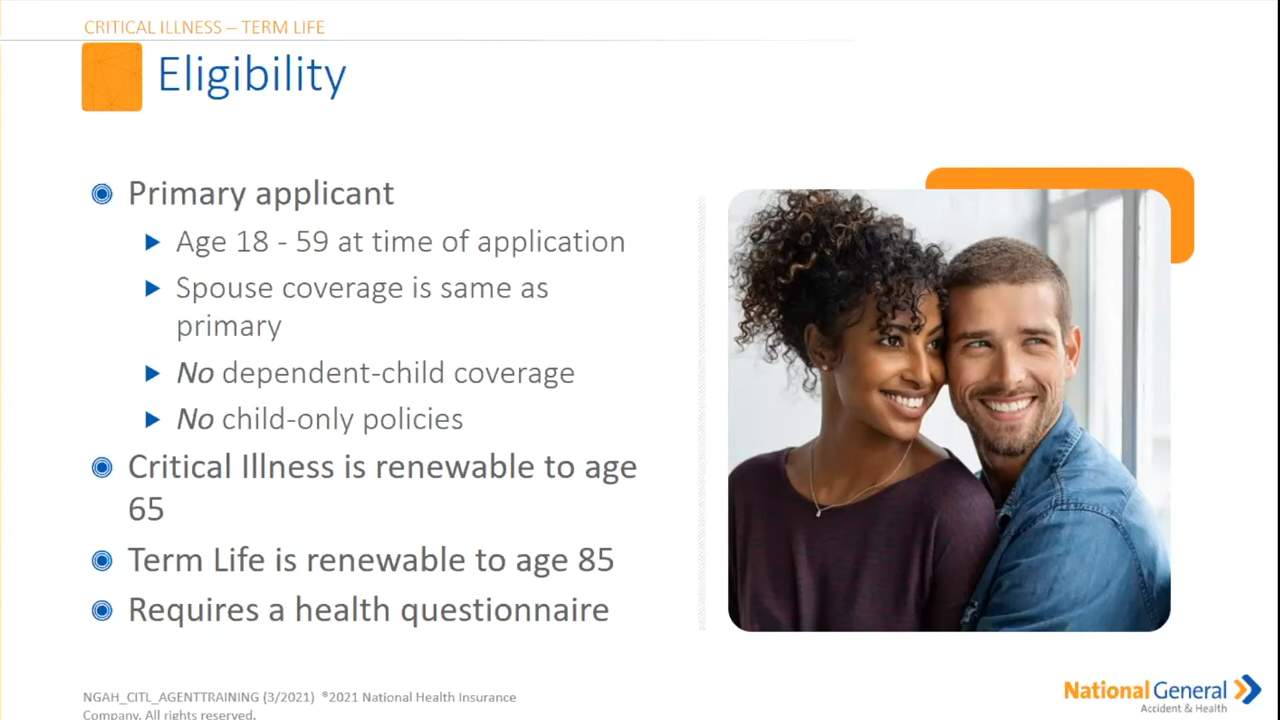 CRITICAL ILLNESS – TERM LIFE
Eligibility
Primary applicant
Age 18 - 59 at time of application
Spouse coverage is same as
primary
No dependent-child coverage
No child-only policies
Critical Illness is renewable to age
65
Term Life is renewable to age 85
Requires a health questionnaire
NGAH_CITL_AGENTTRAINING (3/2021) ®2021 National Health Insurance
Company. All rights reserved.
National General
Accident & Health